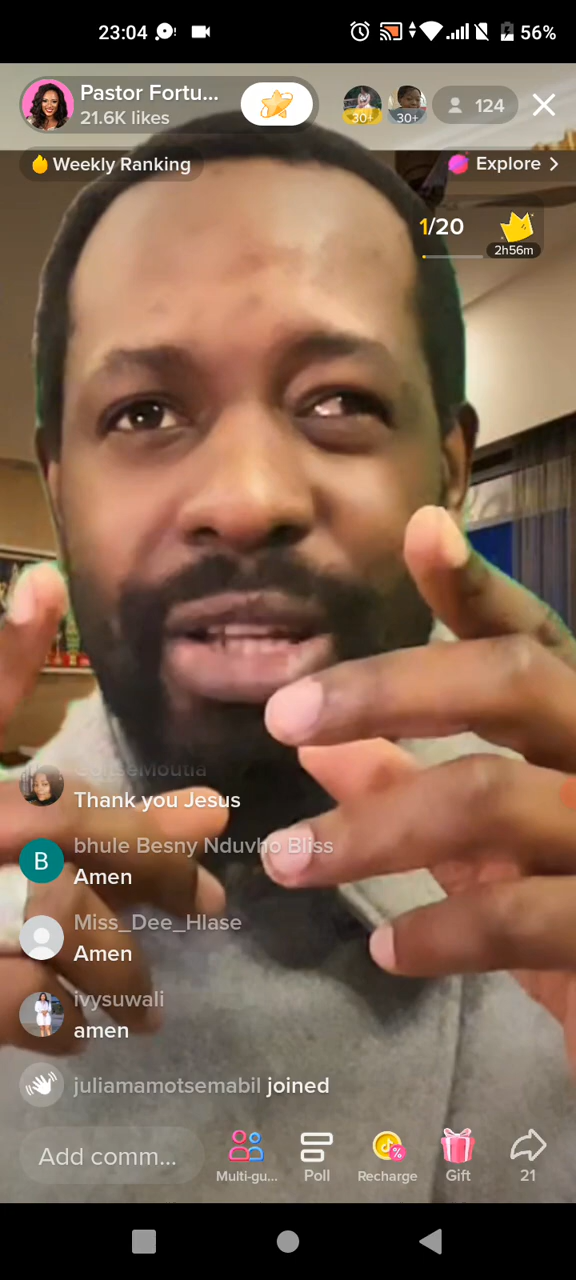 23:04
56%
Pastor Fortu...
21.6K likes
30+
30+
124
Weekly Ranking
Explore
1/20
2h56m
Thank you Jesus
B
bhule Besny Nduvho Bliss
Amen
Miss_Dee_Hlase
Amen
ivysuwali
amen
juliamamotsemabil joined
Add comm...
Multi-gu...
Poll
Recharge
Gift
21